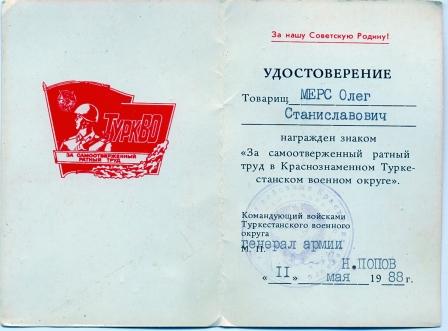 ТуркВО
ЗА САМООТВЕРЖЕННЫЙ
РАТНЫЙ ТРУД
За нашу Советскую Родину!
УДОСТОВЕРЕНИЕ
Товарищ МЕРС Олег
Станиславович
награжден знаком
«За самоотверженный ратный
труд в Краснознаменном Турке-
станском военном округе».
Командующий войсками
Туркестанского военного
округа
генерал армии
М. П.
Н.ПОПОВ
«II» мая 1988г.